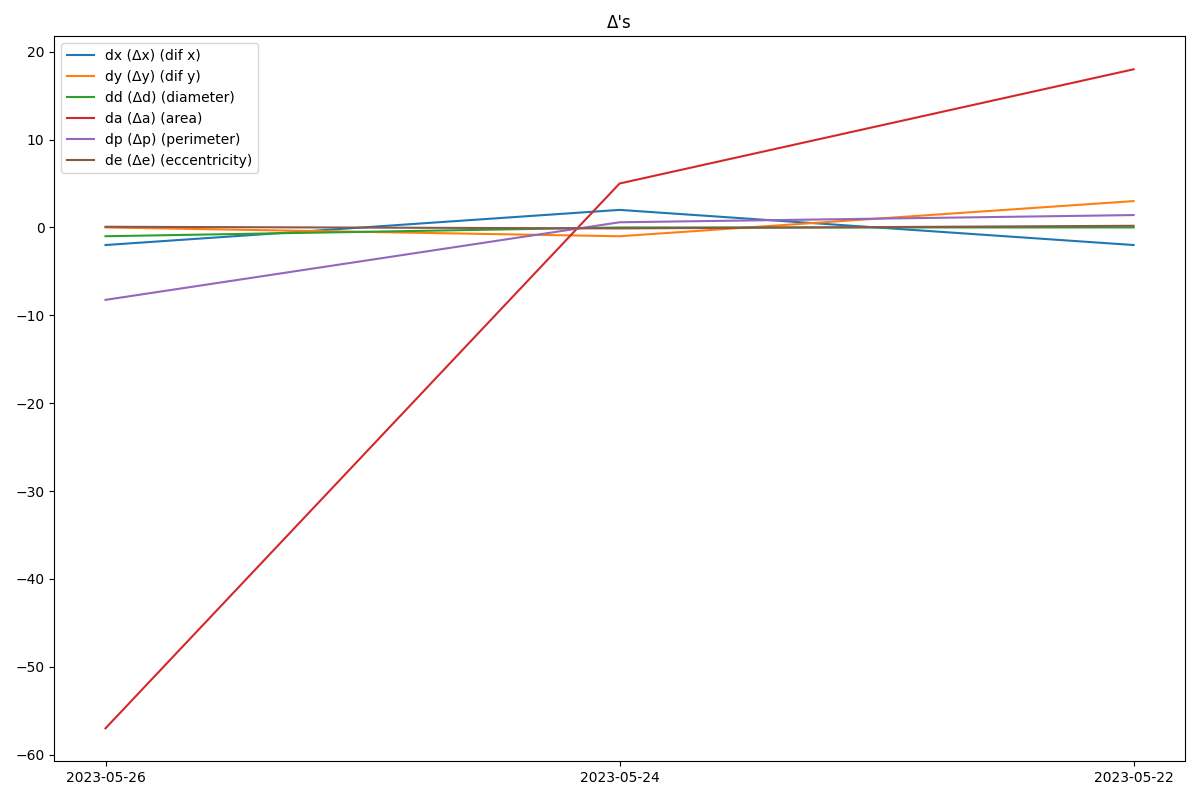 Δ's
dx (Δx) (dif x)
dy (Δy) (dif y)
dd (Δd) (diameter)
da (Δa) (area)
dp (Δp) (perimeter)
de (Δe) (eccentricity)
20
10
0
−10
−20
−30
−40
−50
−60
2023-05-26 2023-05-24 2023-05-22